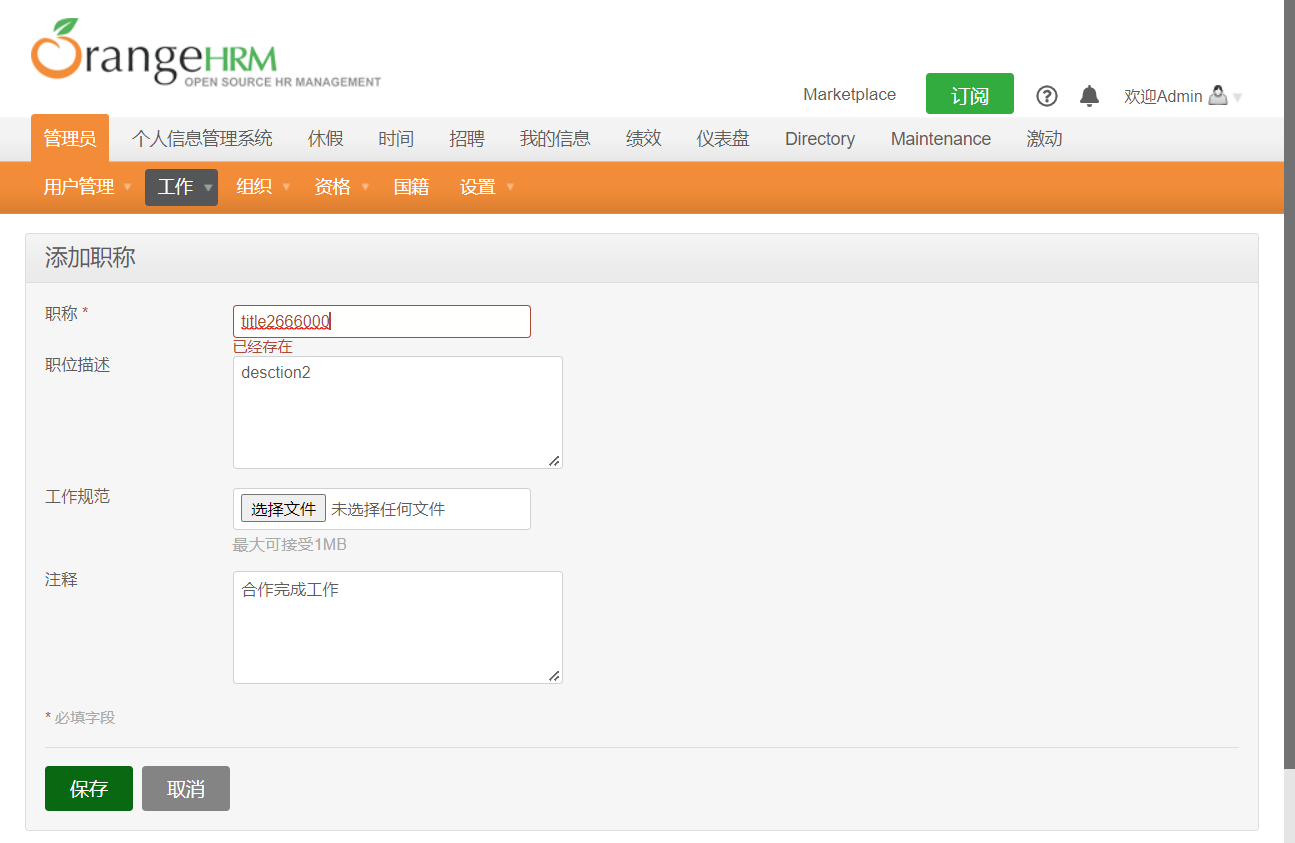 OrangeHRM
OPEN SOURCE HR MANAGEMENT
Marketplace 订阅 欢迎Admin
管理员 个人信息管理系统 休假 时间 招聘 我的信息 绩效 仪表盘 Directory Maintenance 激动
用户管理 工作 组织 资格 国籍 设置
添加职称
职称 * title2666000
已经存在
职位描述 desction2
工作规范 选择文件 未选择任何文件
最大可接受1MB
注释 合作完成工作
* 必填字段
保存 取消